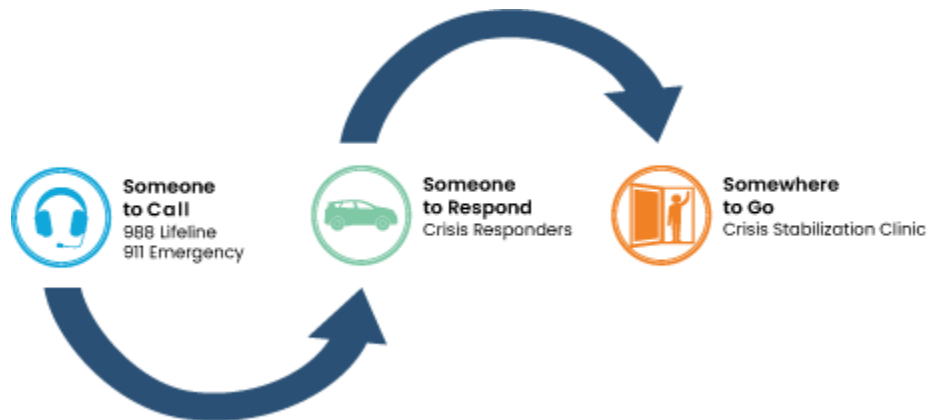 Someone
to Call
988 Lifeline
911 Emergency
Someone
to Respond
Crisis Responders
Somewhere
to Go
Crisis Stabilization Clinic